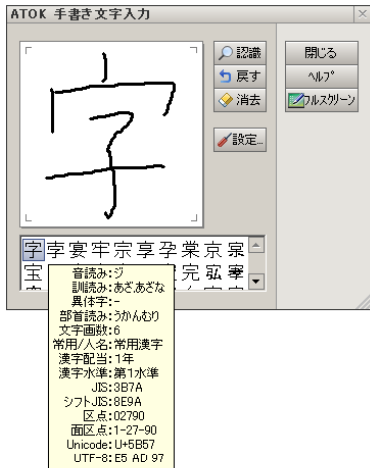 ATOK 手書き文字入力
字
認識
戻す
消去
設定...
閉じる
ヘルプ
フルスクリーン
字孛宴牢宗享孕棠京泉
宝
完
音読み:ジ
訓読み:あざ,あざな
異体字:-
部首読み:うかんむり
文字画数:6
常用/人名:常用漢字
漢字配当:1年
漢字水準:第1水準
JIS:3B7A
シフトJIS:8E9A
区点:02790
面区点:1-27-90
Unicode:U+5B57
UTF-8:E5 AD 97